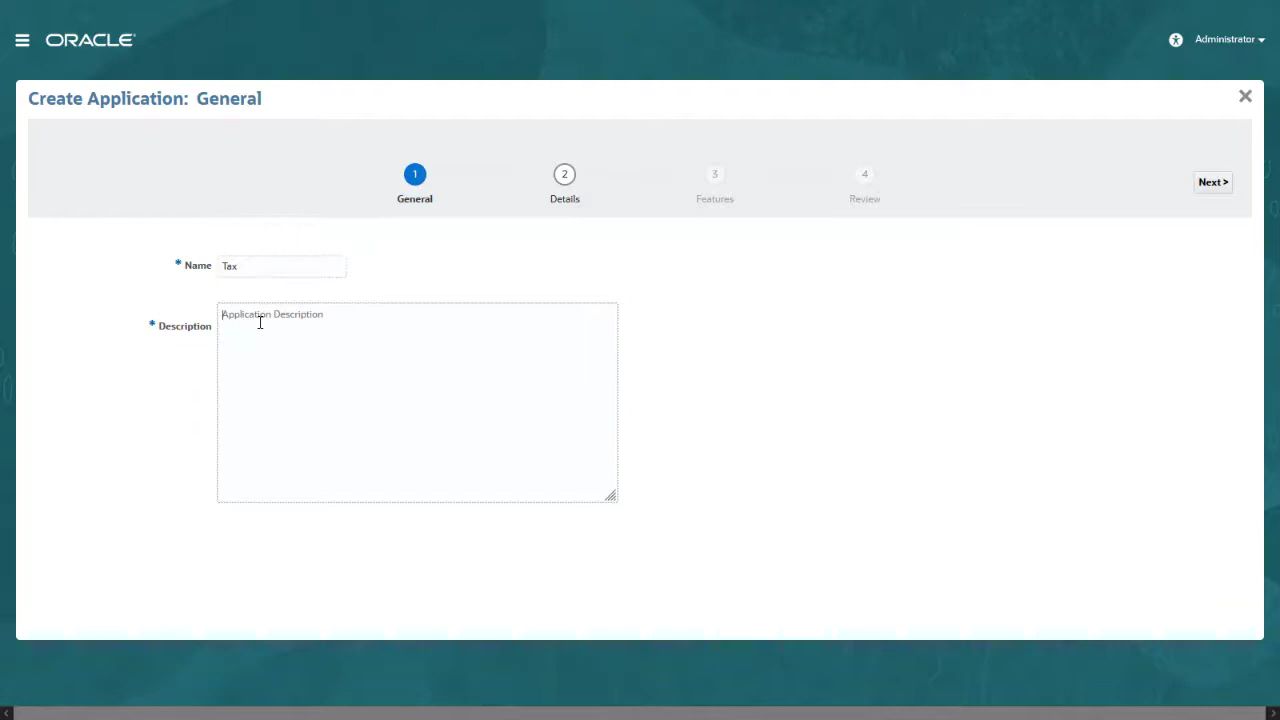 ORACLE
Administrator
Create Application: General
1
2
3
4
General
Details
Features
Review
Next >
* Name
Tax
* Description
Application Description